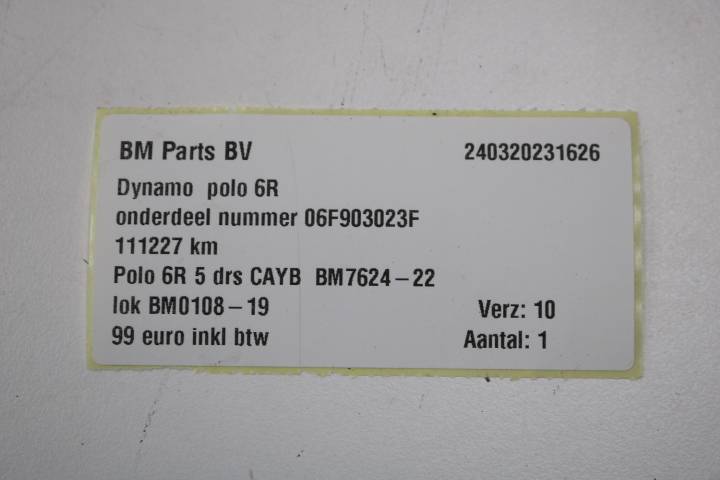 BM Parts BV 240320231626
Dynamo polo 6R
onderdeel nummer 06F903023F
111227 km
Polo 6R 5 drs CAYB BM7624-22
lok BM0108-19 Verz: 10
99 euro inkl btw Aantal: 1